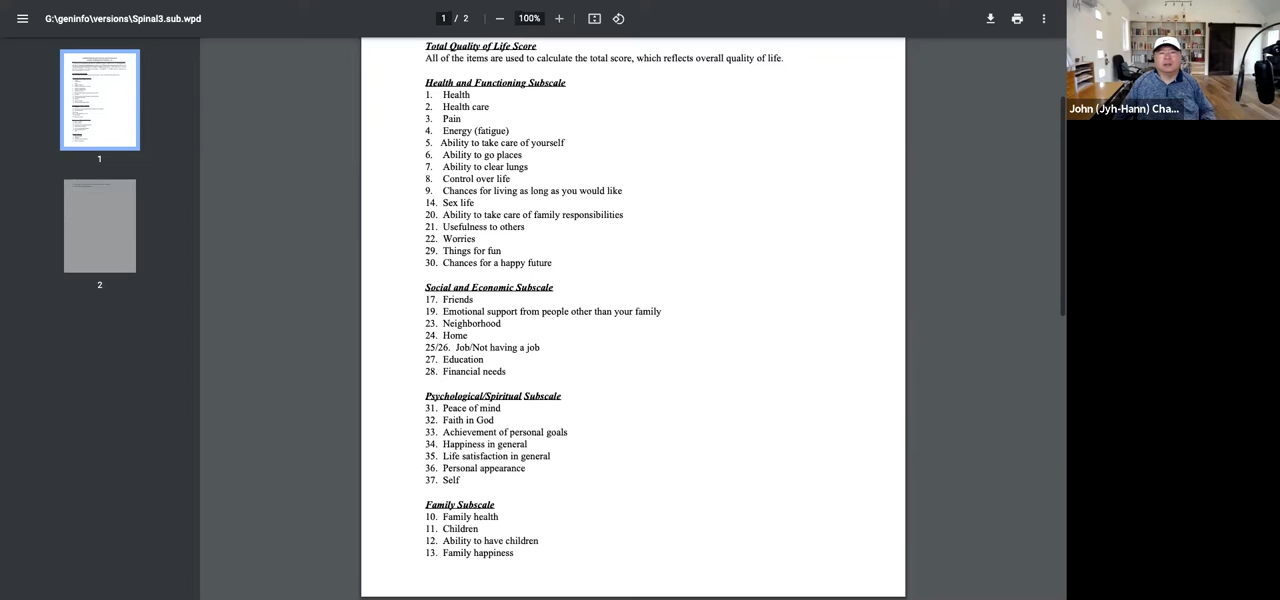 G:\geninfo\versions\Spinal3.sub.wpd
1 / 2
100%
1
2
Total Quality of Life Score
All of the items are used to calculate the total score, which reflects overall quality of life.
Health and Functioning Subscale
1. Health
2. Health care
3. Pain
4. Energy (fatigue)
5. Ability to take care of yourself
6. Ability to go places
7. Ability to clear lungs
8. Control over life
9. Chances for living as long as you would like
14. Sex life
20. Ability to take care of family responsibilities
21. Usefulness to others
22. Worries
29. Things for fun
30. Chances for a happy future
Social and Economic Subscale
17. Friends
19. Emotional support from people other than your family
23. Neighborhood
24. Home
25/26. Job/Not having a job
27. Education
28. Financial needs
Psychological/Spiritual Subscale
31. Peace of mind
32. Faith in God
33. Achievement of personal goals
34. Happiness in general
35. Life satisfaction in general
36. Personal appearance
37. Self
Family Subscale
10. Family health
11. Children
12. Ability to have children
13. Family happiness
John (Jyh-Hann) Cha...